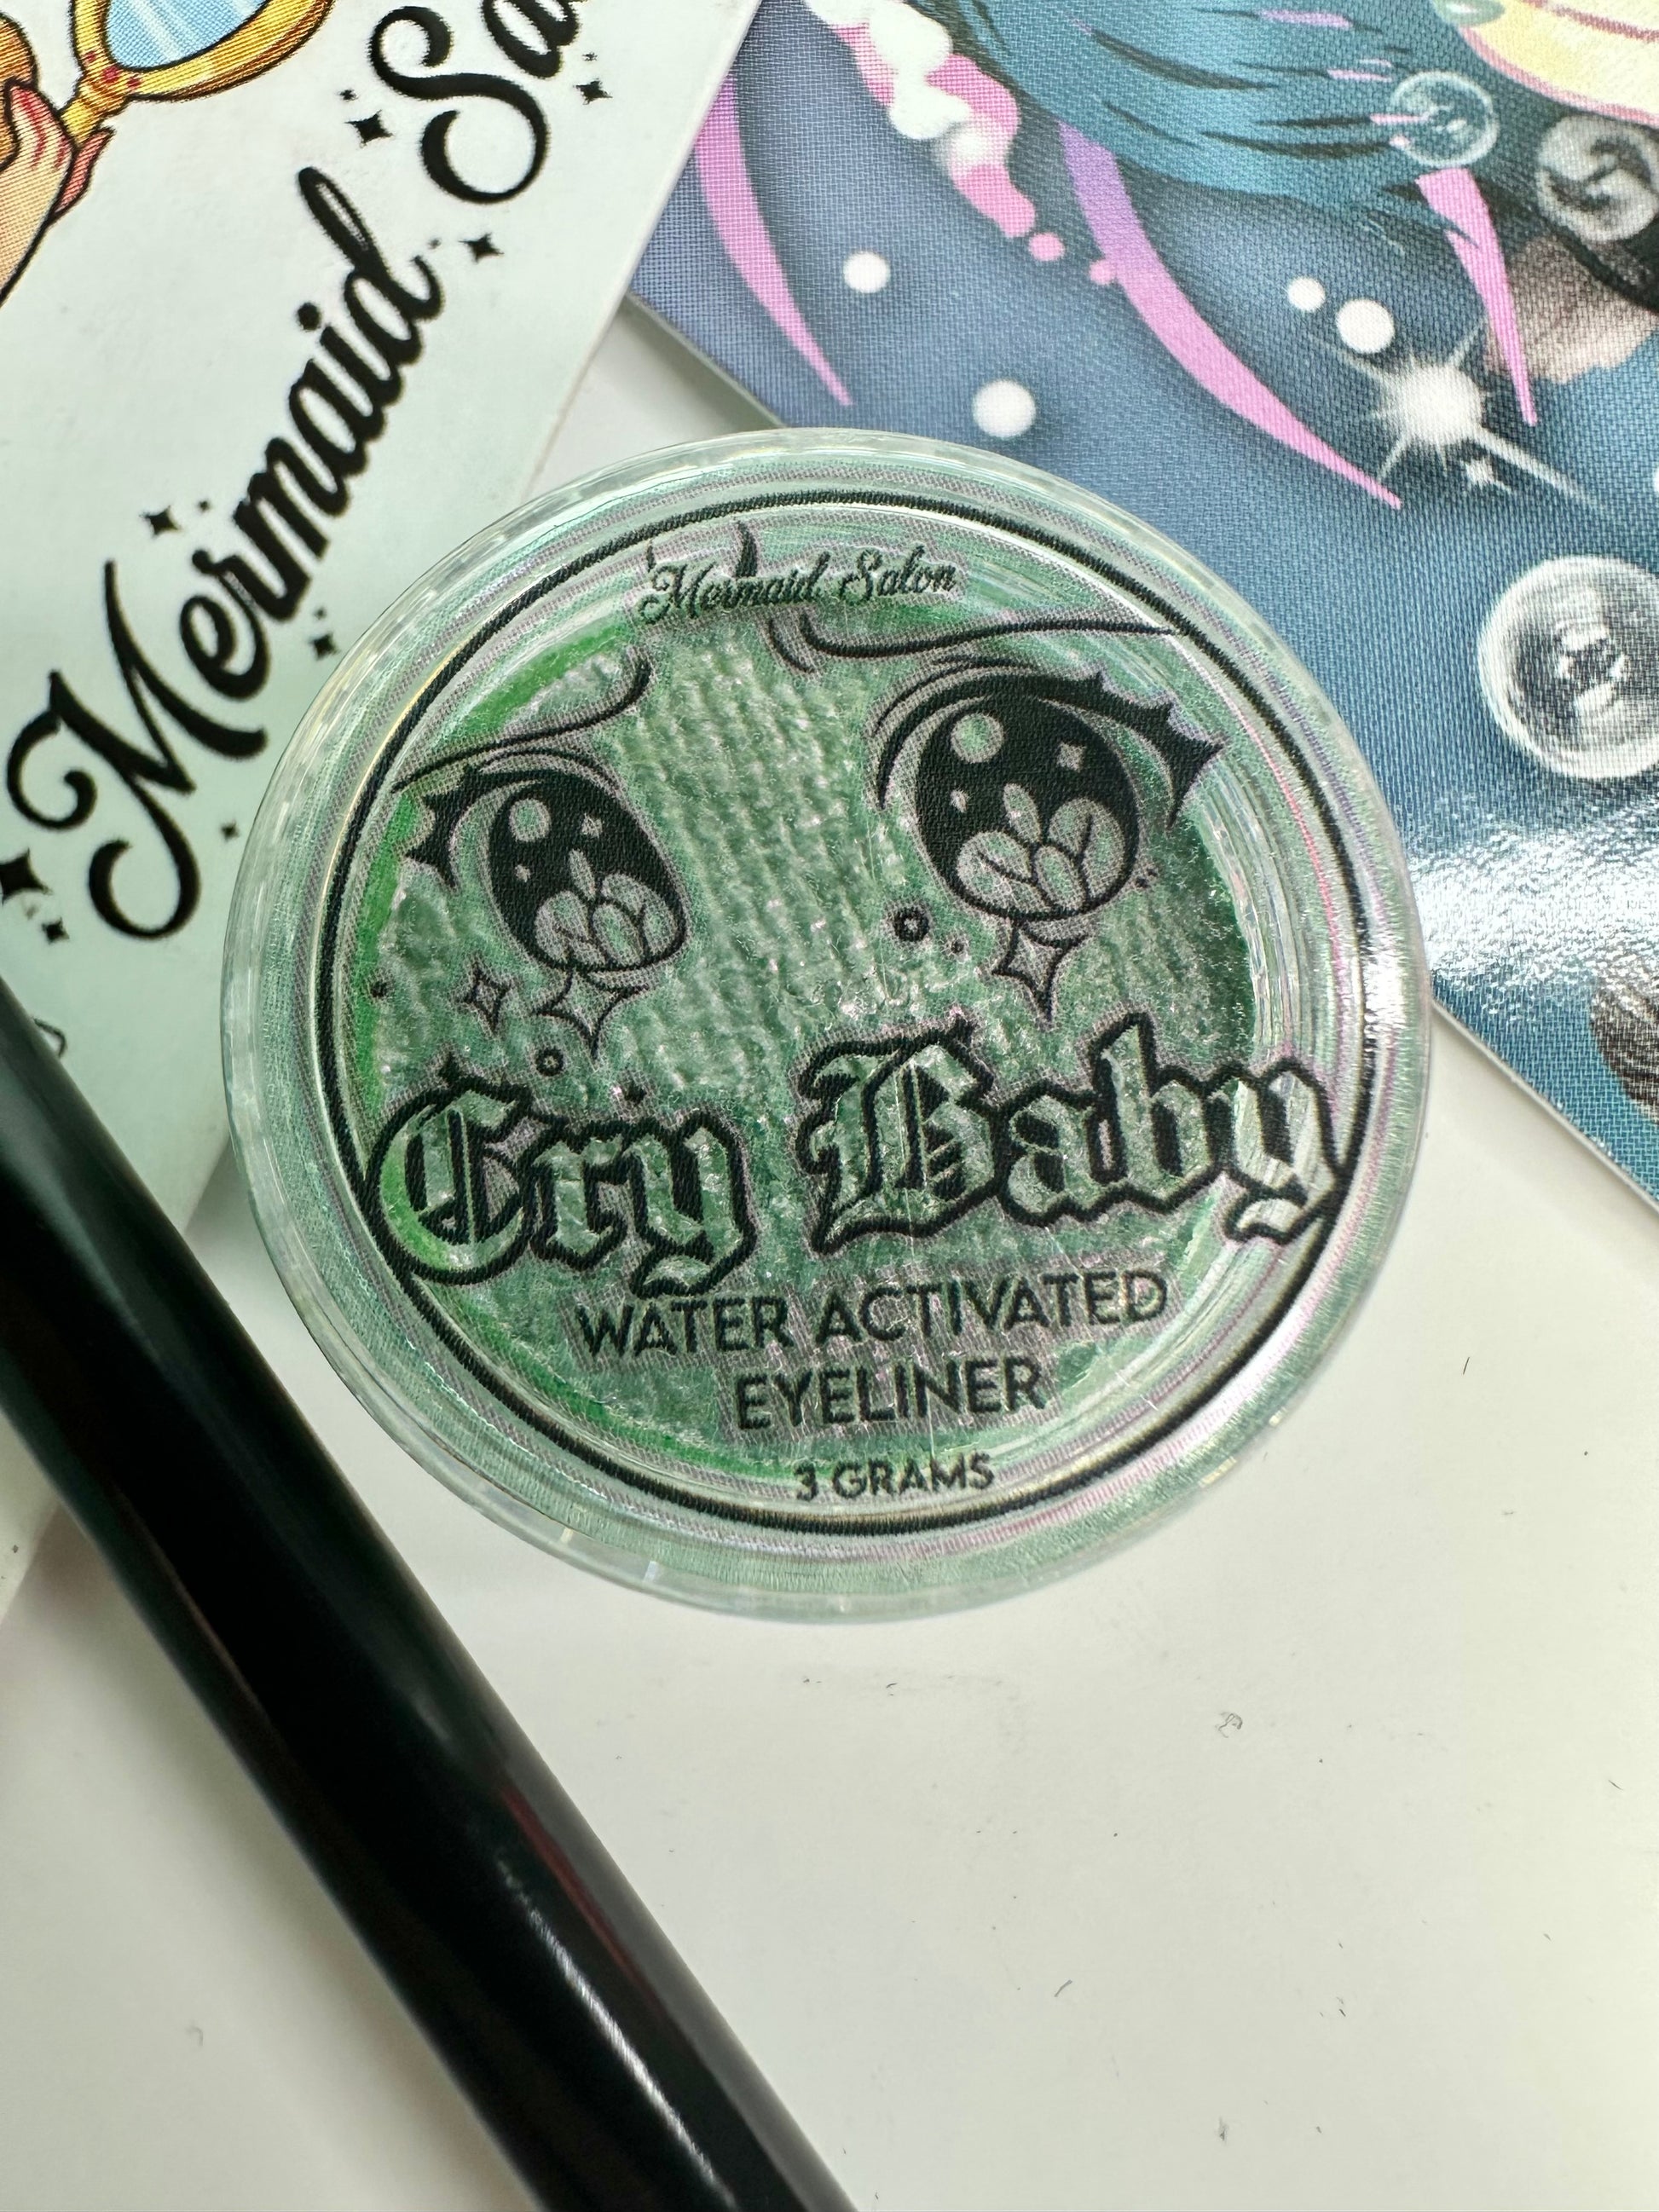 Mermaid Sa
Mermaid Salon
Cry Baby
WATER ACTIVATED
EYELINER
3 GRAMS